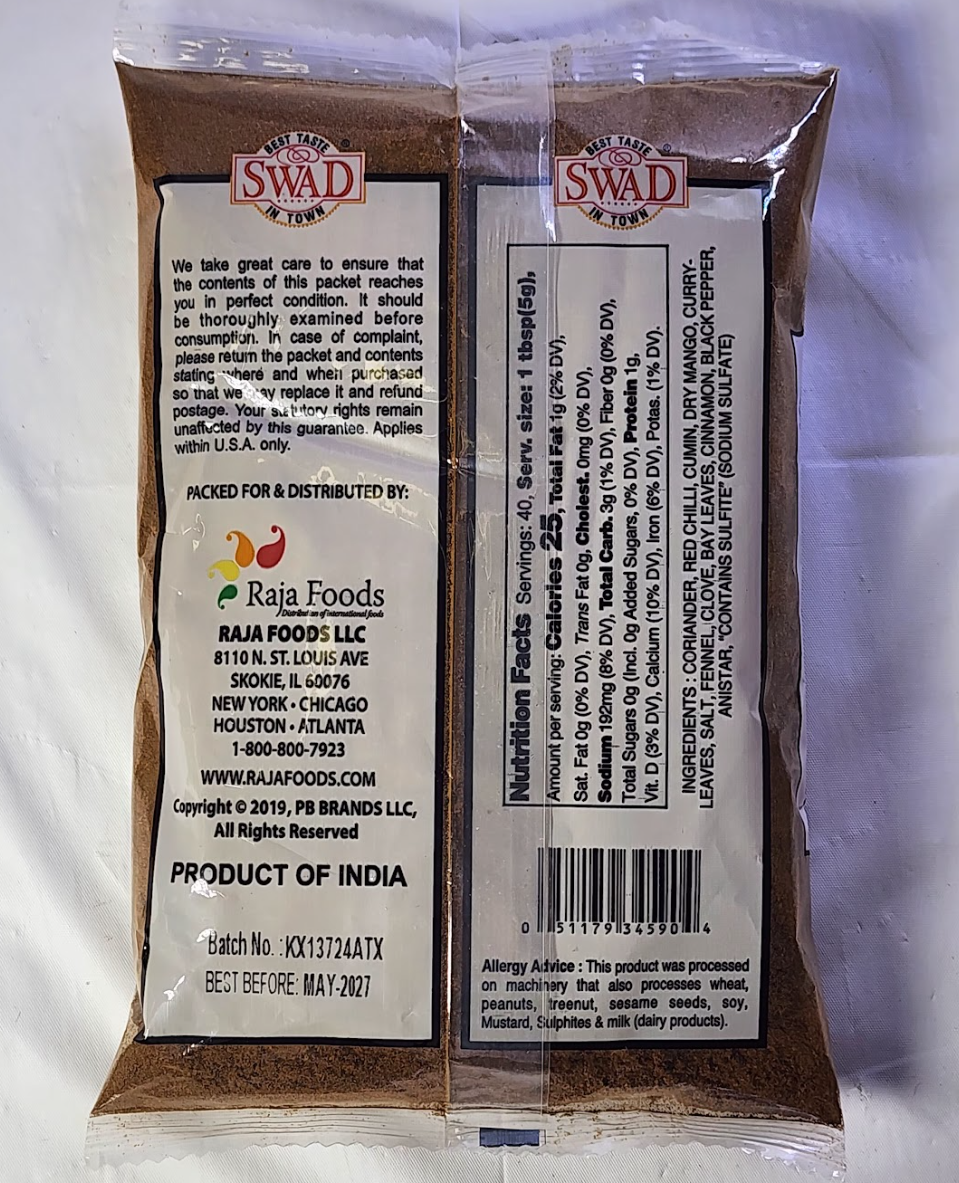 BEST TASTE
SWAD
IN TOWN
We take great care to ensure that
the contents of this packet reaches
you in perfect condition. It should
be thoroughly examined before
consumption. In case of complaint,
please return the packet and contents
stating where and when purchased
so that we may replace it and refund
postage. Your statutory rights remain
unaffected by this guarantee. Applies
within U.S.A. only.
PACKED FOR & DISTRIBUTED BY:
Raja Foods
Distribution of international foods
RAJA FOODS LLC
8110 N. ST. LOUIS AVE
SKOKIE, IL 60076
NEW YORK • CHICAGO
HOUSTON • ATLANTA
1-800-800-7923
WWW.RAJAFOODS.COM
Copyright © 2019, PB BRANDS LLC,
All Rights Reserved
PRODUCT OF INDIA
Batch No. :KX13724ATX
BEST BEFORE: MAY-2027
BEST TASTE
SWAD
IN TOWN
Nutrition Facts Servings: 40, Serv. size: 1 tbsp(5g),
Amount per serving: Calories 25, Total Fat 1g (2% DV),
Sat. Fat 0g (0% DV), Trans Fat 0g, Cholest. 0mg (0% DV),
Sodium 192mg (8% DV), Total Carb. 3g (1% DV), Fiber 0g (0% DV),
Total Sugars 0g (Incl. 0g Added Sugars, 0% DV), Protein 1g,
Vit. D (3% DV), Calcium (10% DV), Iron (6% DV), Potas. (1% DV).
INGREDIENTS : CORIANDER, RED CHILLI, CUMIN, DRY MANGO, CURRY-
LEAVES, SALT, FENNEL, CLOVE, BAY LEAVES, CINNAMON, BLACK PEPPER,
ANISTAR, "CONTAINS SULFITE" (SODIUM SULFATE)
0 51179 34590 4
Allergy Advice : This product was processed
on machinery that also processes wheat,
peanuts, treenut, sesame seeds, soy,
Mustard, Sulphites & milk (dairy products).